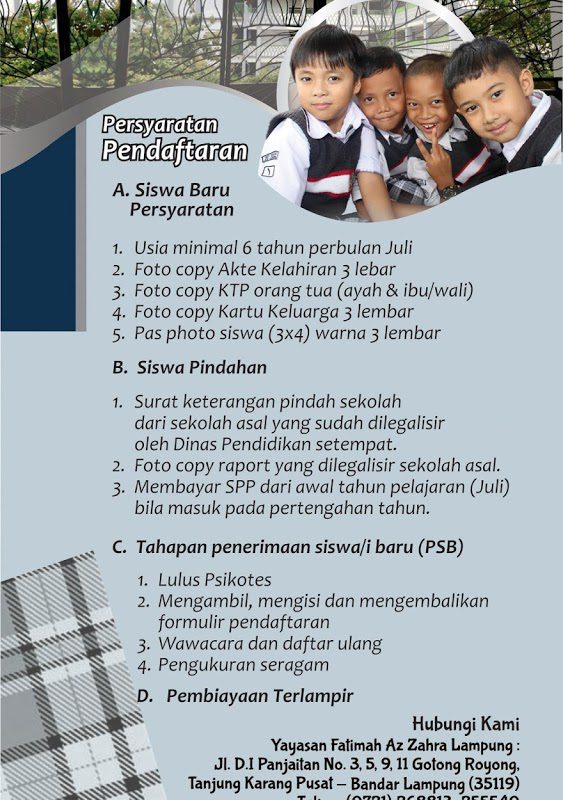 Persyaratan
Pendaftaran
A. Siswa Baru
Persyaratan
1. Usia minimal 6 tahun perbulan Juli
2. Foto copy Akte Kelahiran 3 lebar
3. Foto copy KTP orang tua (ayah & ibu/wali)
4. Foto copy Kartu Keluarga 3 lembar
5. Pas photo siswa (3x4) warna 3 lembar
B. Siswa Pindahan
1. Surat keterangan pindah sekolah
dari sekolah asal yang sudah dilegalisir
oleh Dinas Pendidikan setempat.
2. Foto copy raport yang dilegalisir sekolah asal.
3. Membayar SPP dari awal tahun pelajaran (Juli)
bila masuk pada pertengahan tahun.
C. Tahapan penerimaan siswa/i baru (PSB)
1. Lulus Psikotes
2. Mengambil, mengisi dan mengembalikan
formulir pendaftaran
3. Wawacara dan daftar ulang
4. Pengukuran seragam
D. Pembiayaan Terlampir
Hubungi Kami
Yayasan Fatimah Az Zahra Lampung :
Jl. D.I Panjaitan No. 3, 5, 9, 11 Gotong Royong,
Tanjung Karang Pusat – Bandar Lampung (35119)